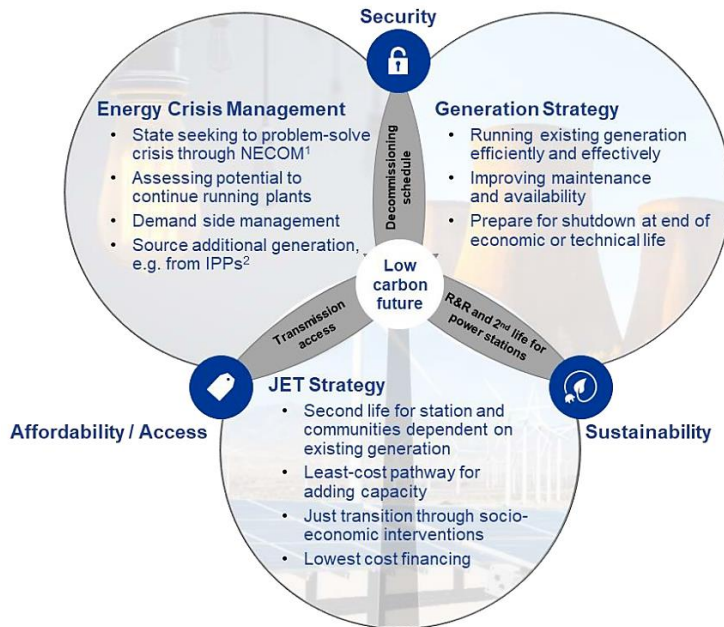 Security
Energy Crisis Management
• State seeking to problem-solve
crisis through NECOM¹
• Assessing potential to
continue running plants
• Demand side management
• Source additional generation,
e.g. from IPPs²
Generation Strategy
• Running existing generation
efficiently and effectively
• Improving maintenance
and availability
• Prepare for shutdown at end of
economic or technical life
Decommissioning
schedule
Low
carbon
future
Transmission
access
R&R and 2nd life for
power stations
Affordability / Access
Sustainability
JET Strategy
• Second life for station and
communities dependent on
existing generation
• Least-cost pathway for
adding capacity
• Just transition through socio-
economic interventions
• Lowest cost financing